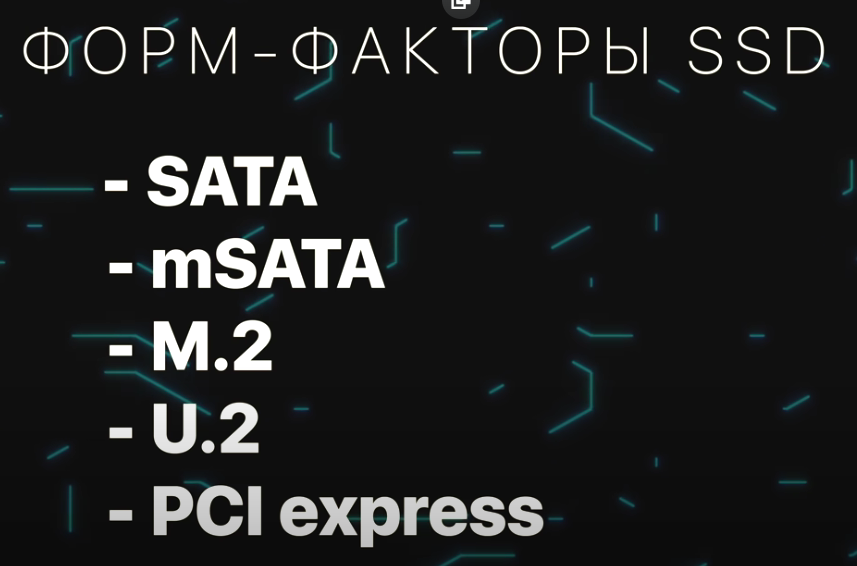 ФОРМ-ФАКТОРЫ SSD
- SATA
- mSATA
- M.2
- U.2
- PCI express